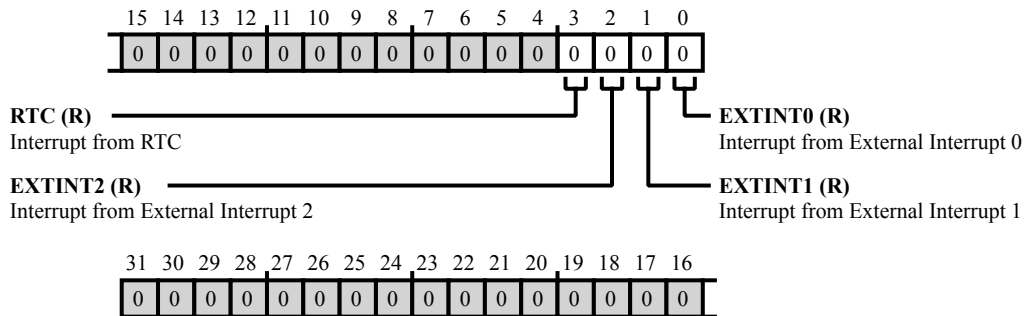 15 14 13 12 11 10 9 8 7 6 5 4 3 2 1 0
0 0 0 0 0 0 0 0 0 0 0 0 0 0 0 0
RTC (R)
Interrupt from RTC
EXTINT0 (R)
Interrupt from External Interrupt 0
EXTINT2 (R)
Interrupt from External Interrupt 2
EXTINT1 (R)
Interrupt from External Interrupt 1
31 30 29 28 27 26 25 24 23 22 21 20 19 18 17 16
0 0 0 0 0 0 0 0 0 0 0 0 0 0 0 0